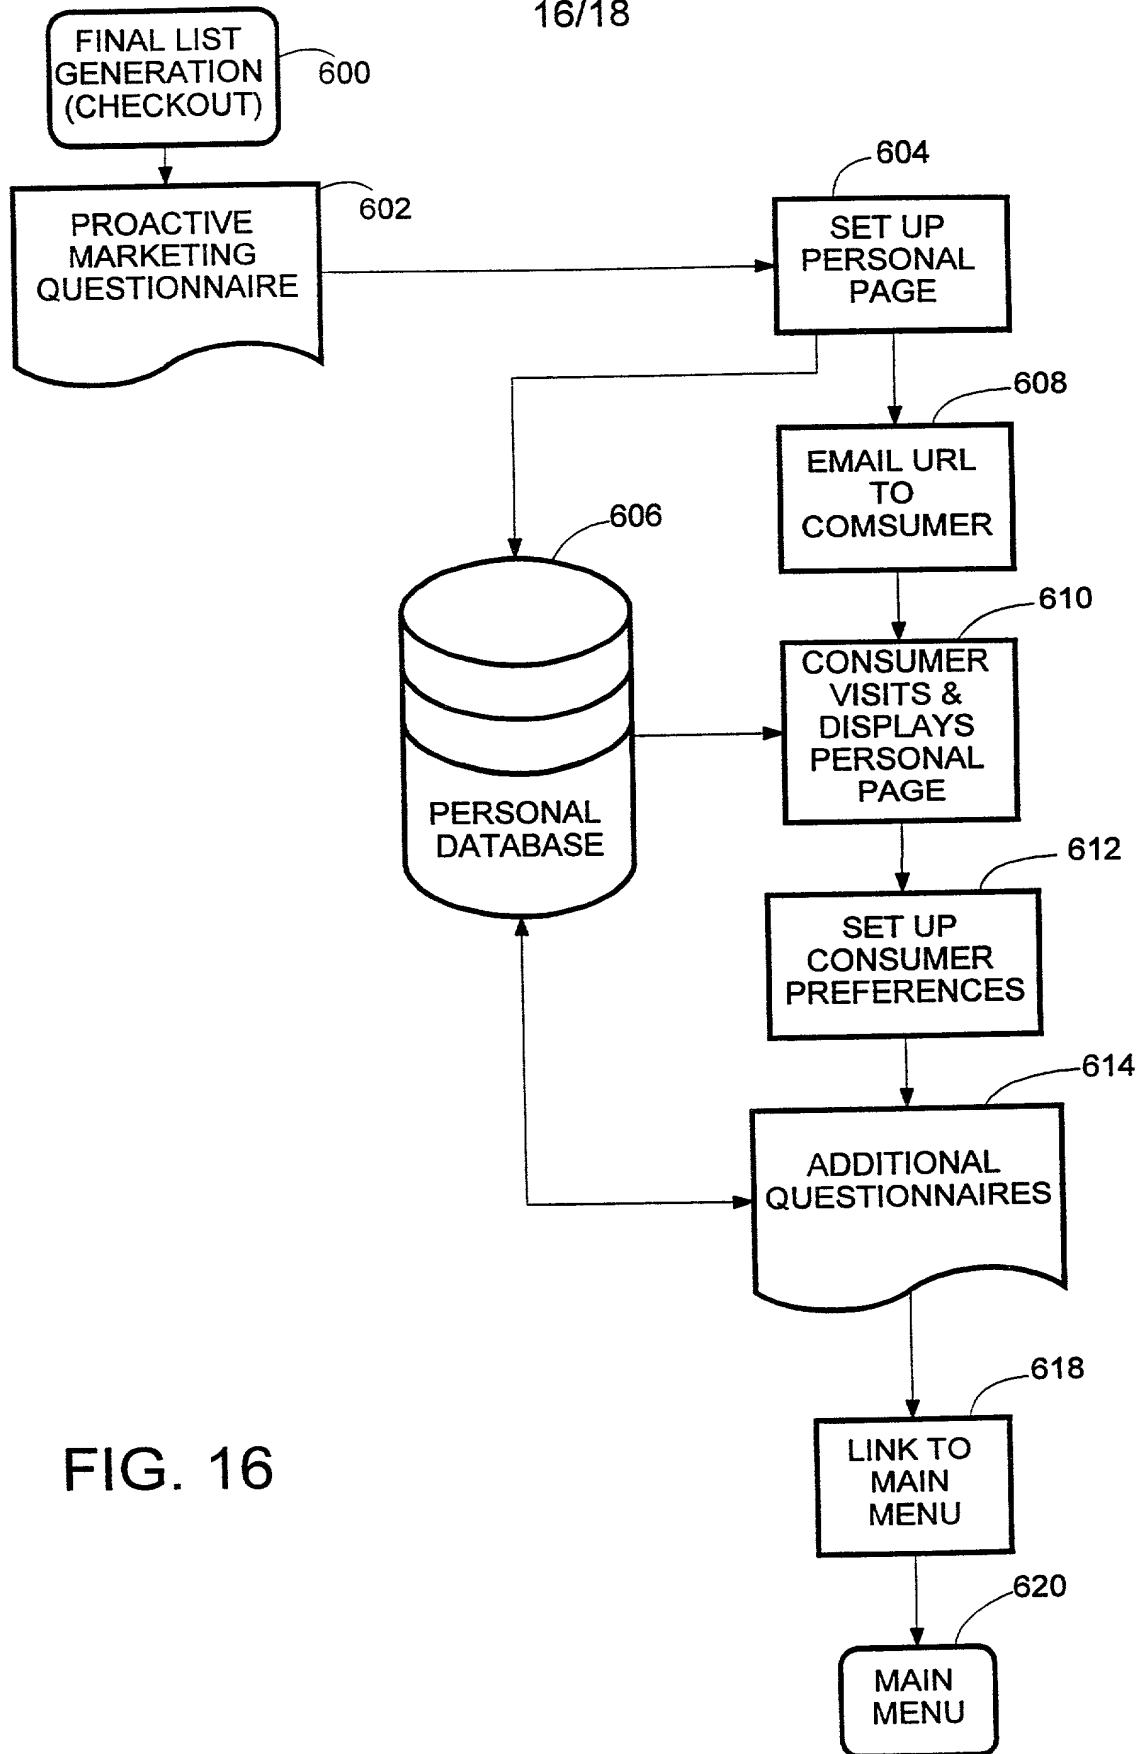 16/18
FINAL LIST
GENERATION
(CHECKOUT)
600
PROACTIVE
MARKETING
QUESTIONNAIRE
602
604
SET UP
PERSONAL
PAGE
608
EMAIL URL
TO
COMSUMER
606
PERSONAL
DATABASE
610
CONSUMER
VISITS &
DISPLAYS
PERSONAL
PAGE
612
SET UP
CONSUMER
PREFERENCES
614
ADDITIONAL
QUESTIONNAIRES
618
LINK TO
MAIN
MENU
620
MAIN
MENU
FIG. 16